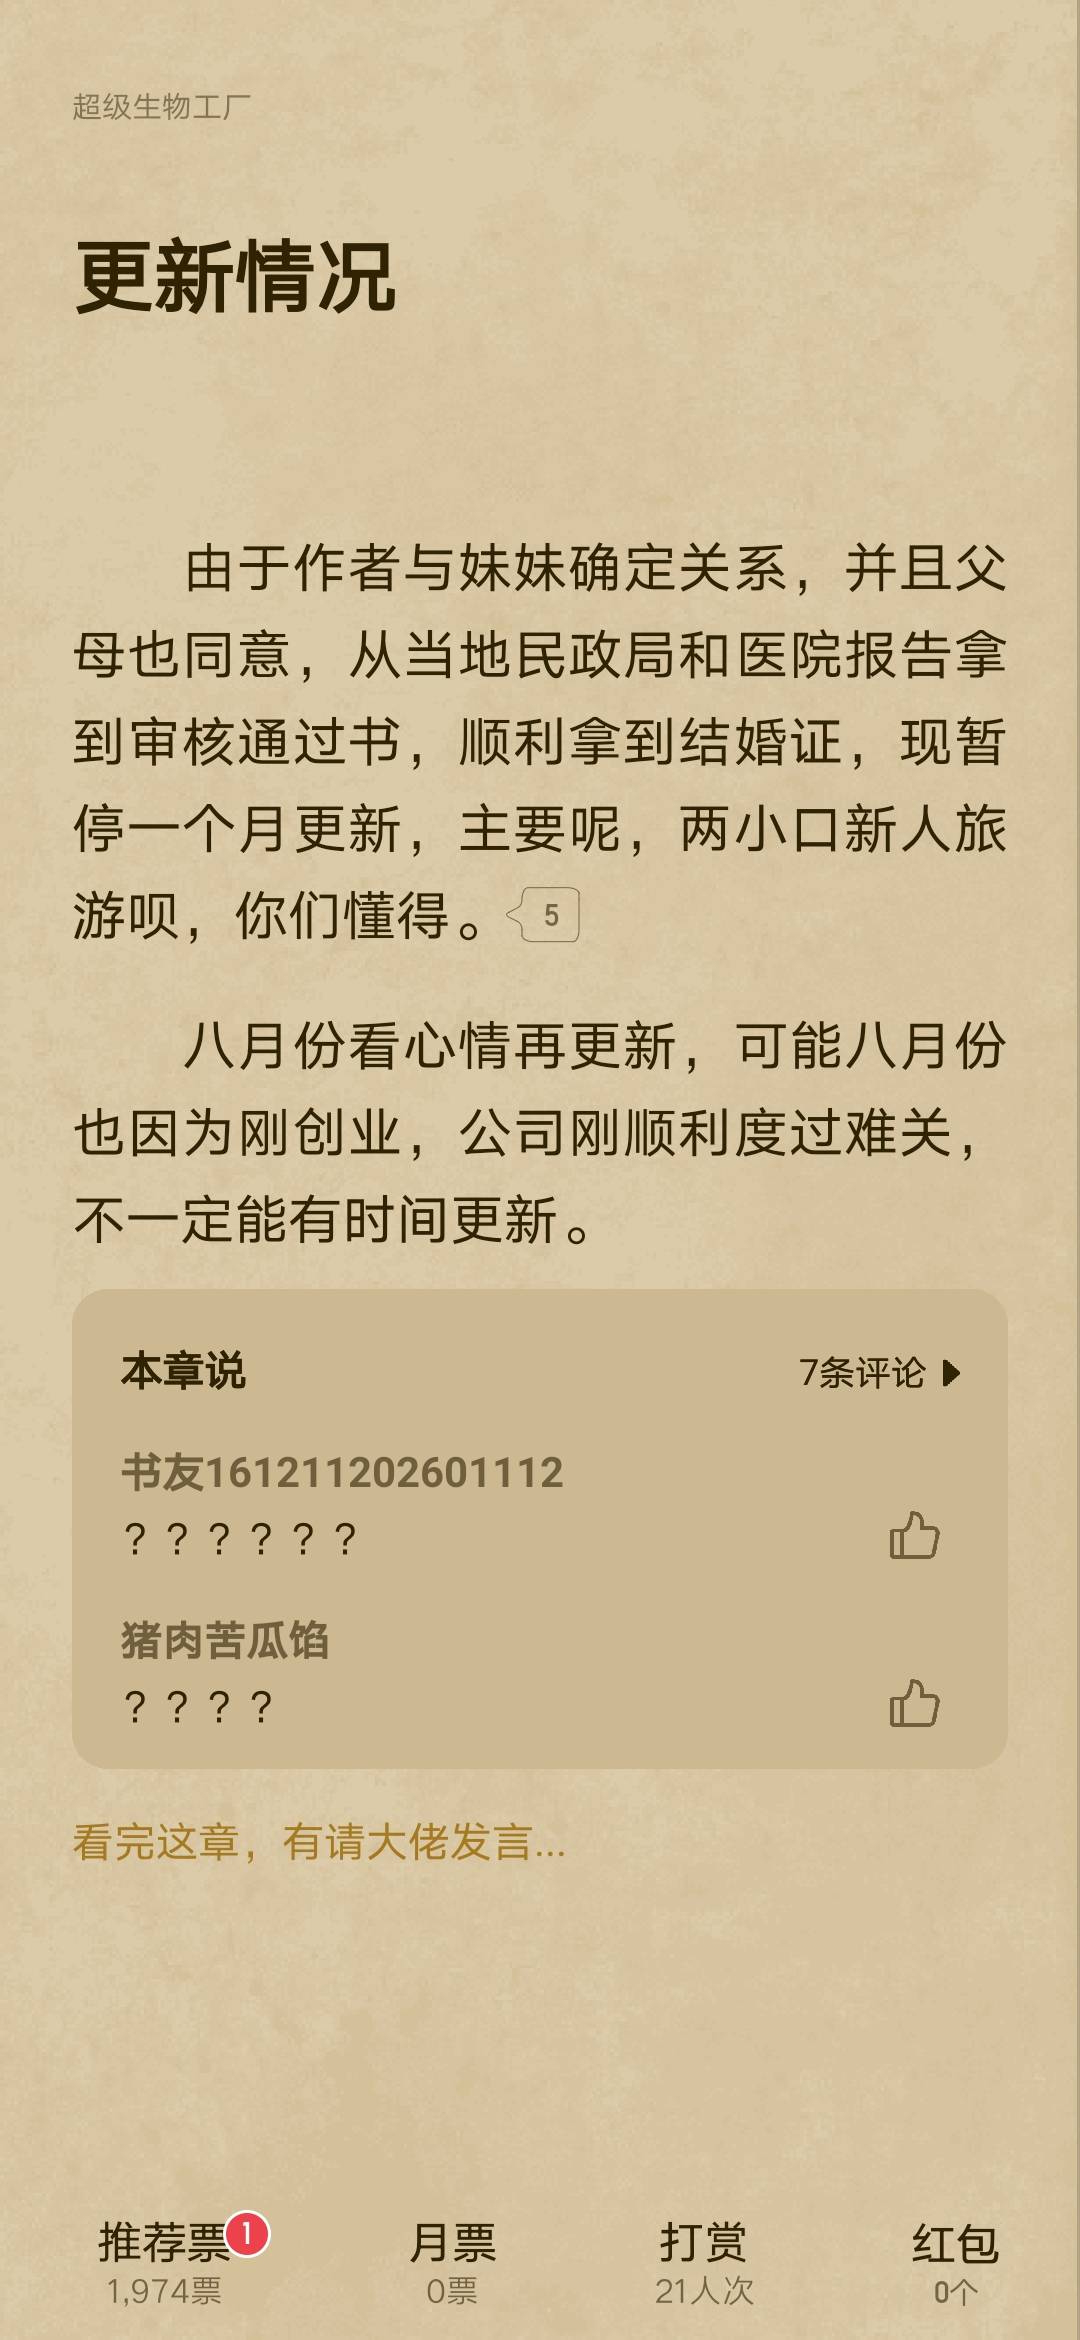 超级生物工厂
更新情况
由于作者与妹妹确定关系，并且父
母也同意，从当地民政局和医院报告拿
到审核通过书，顺利拿到结婚证，现暂
停一个月更新，主要呢，两小口新人旅
游呗，你们懂得。 5
八月份看心情再更新，可能八月份
也因为刚创业，公司刚顺利度过难关，
不一定能有时间更新。
本章说 7条评论
书友161211202601112
？？？？？？
猪肉苦瓜馅
？？？？
看完这章，有请大佬发言...
推荐票 1 月票 打赏 红包
1,974票 0票 21人次 0个